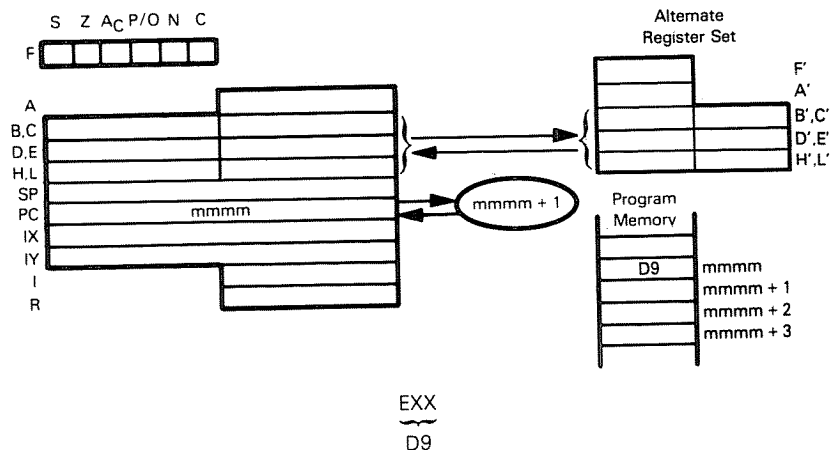 S Z AC P/O N C
F
Alternate
Register Set
F'
A'
B',C'
D',E'
H',L'
A
B,C
D,E
H,L
SP
PC mmmm
IX
IY
I
R
mmmm + 1
Program
Memory
D9 mmmm
mmmm + 1
mmmm + 2
mmmm + 3
EXX
D9